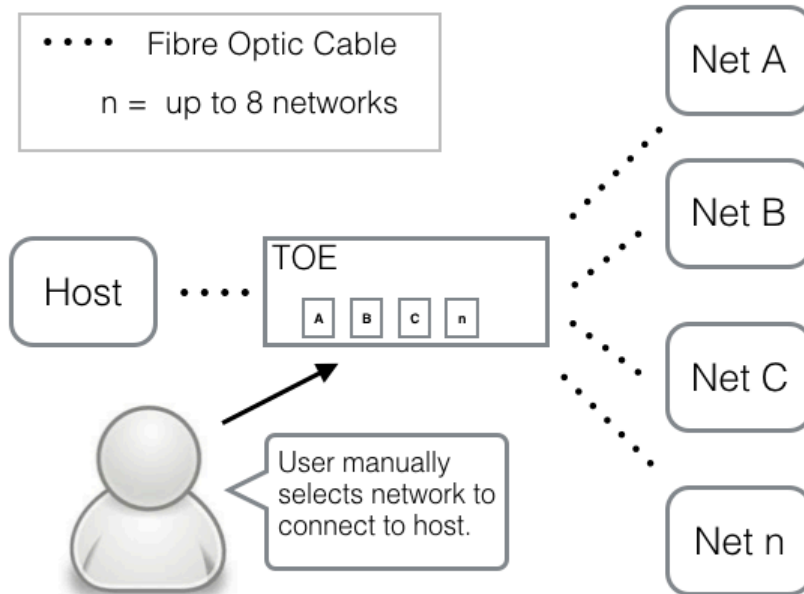 Fibre Optic Cable
n = up to 8 networks
Net A
Net B
Host
TOE
A B C n
Net C
User manually
selects network to
connect to host.
Net n